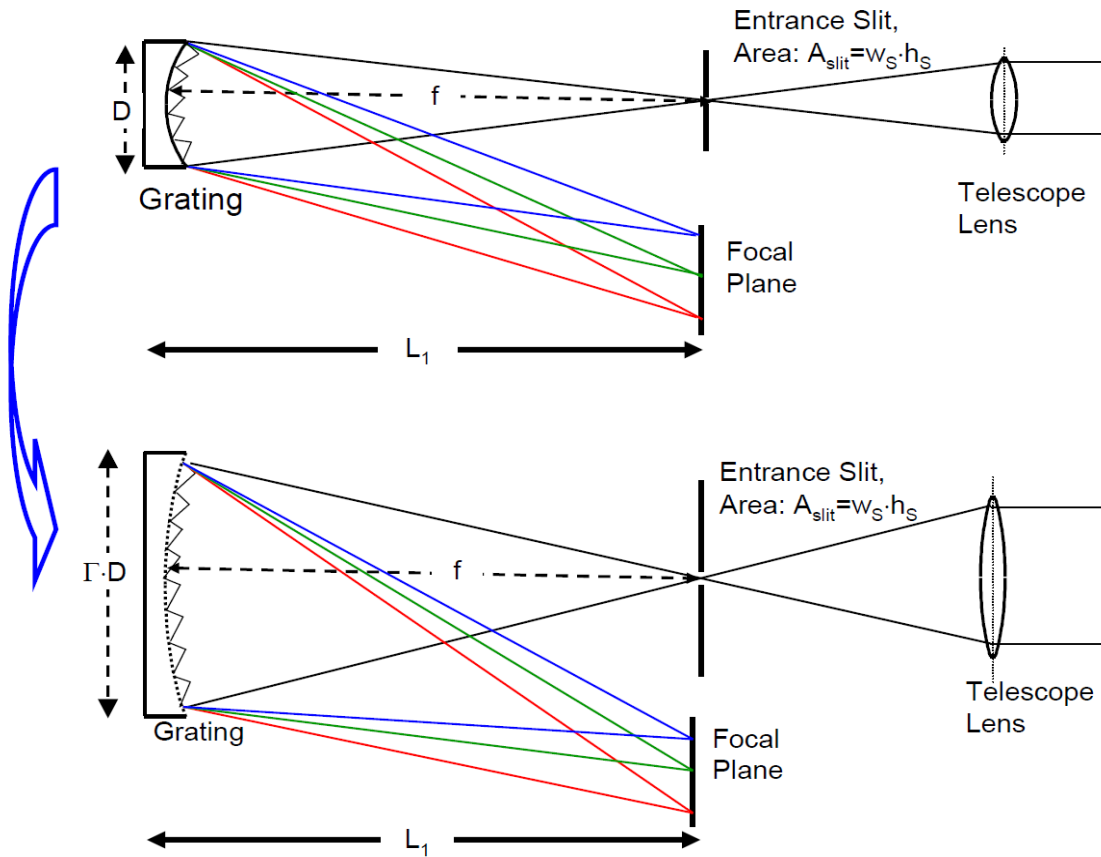 Entrance Slit,
Area: A_slit=w_S·h_S
D
f
Grating
Telescope
Lens
Focal
Plane
L_1
Entrance Slit,
Area: A_slit=w_S·h_S
Γ·D
f
Telescope
Lens
Grating
Focal
Plane
L_1